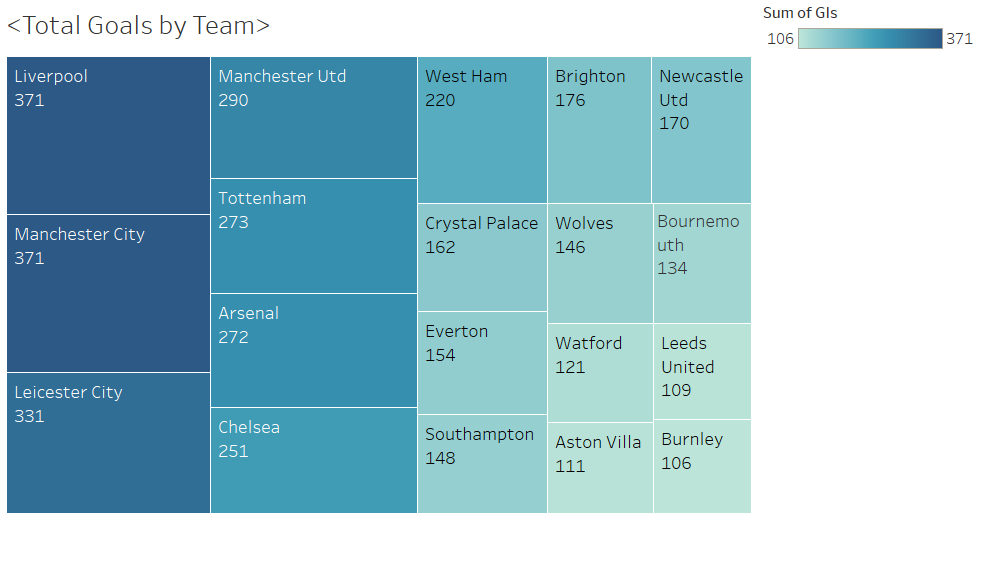 <Total Goals by Team>
Sum of Gls
106 371
Liverpool
371
Manchester City
371
Leicester City
331
Manchester Utd
290
Tottenham
273
Arsenal
272
Chelsea
251
West Ham
220
Crystal Palace
162
Everton
154
Southampton
148
Brighton
176
Newcastle
Utd
170
Wolves
146
Bournemo
uth
134
Watford
121
Leeds
United
109
Aston Villa
111
Burnley
106